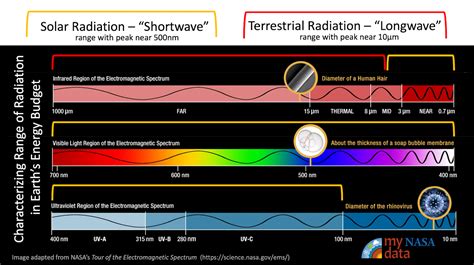 Solar Radiation – “Shortwave”
range with peak near 500nm
Terrestrial Radiation – “Longwave”
range with peak near 10µm
Characterizing Range of Radiation
in Earth's Energy Budget
Infrared Region of the Electromagnetic Spectrum
Diameter of a Human Hair
1000 µm FAR 15 µm THERMAL 8 µm MID 3 µm NEAR 0.7 µm
Visible Light Region of the Electromagnetic Spectrum
About the thickness of a soap bubble membrane
700 nm 600 nm 500 nm 400 nm
Ultraviolet Region of the Electromagnetic Spectrum
Diameter of the rhinovirus
400 nm UV-A 315 nm UV-B 280 nm UV-C 100 nm 10 nm
Image adapted from NASA's Tour of the Electromagnetic Spectrum (https://science.nasa.gov/ems/)
my NASA
data